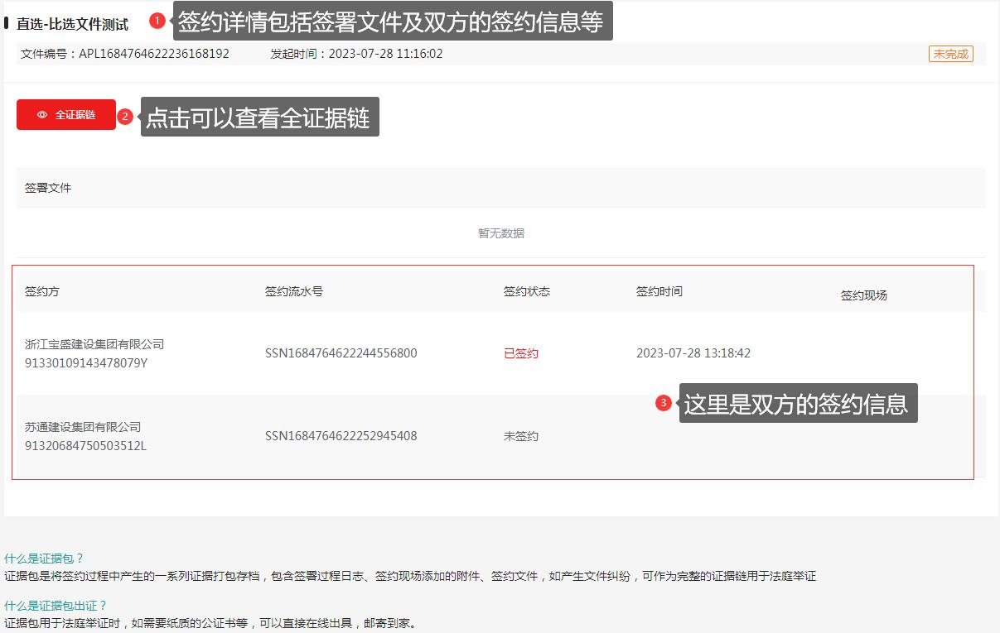 直选-比选文件测试
1 签约详情包括签署文件及双方的签约信息等
文件编号：APL1684764622236168192 发起时间：2023-07-28 11:16:02 未完成
全证据链 2 点击可以查看全证据链
签署文件
暂无数据
签约方 签约流水号 签约状态 签约时间 签约现场
浙江宝盛建设集团有限公司
91330109143478079Y SSN1684764622244556800 已签约 2023-07-28 13:18:42
3 这里是双方的签约信息
苏通建设集团有限公司
91320684750503512L SSN1684764622252945408 未签约
什么是证据包？
证据包是将签约过程中产生的一系列证据打包存档，包含签署过程日志、签约现场添加的附件、签约文件，如产生文件纠纷，可作为完整的证据链用于法庭举证
什么是证据包出证？
证据包用于法庭举证时，如需要纸质的公证书等，可以直接在线出具，邮寄到家。